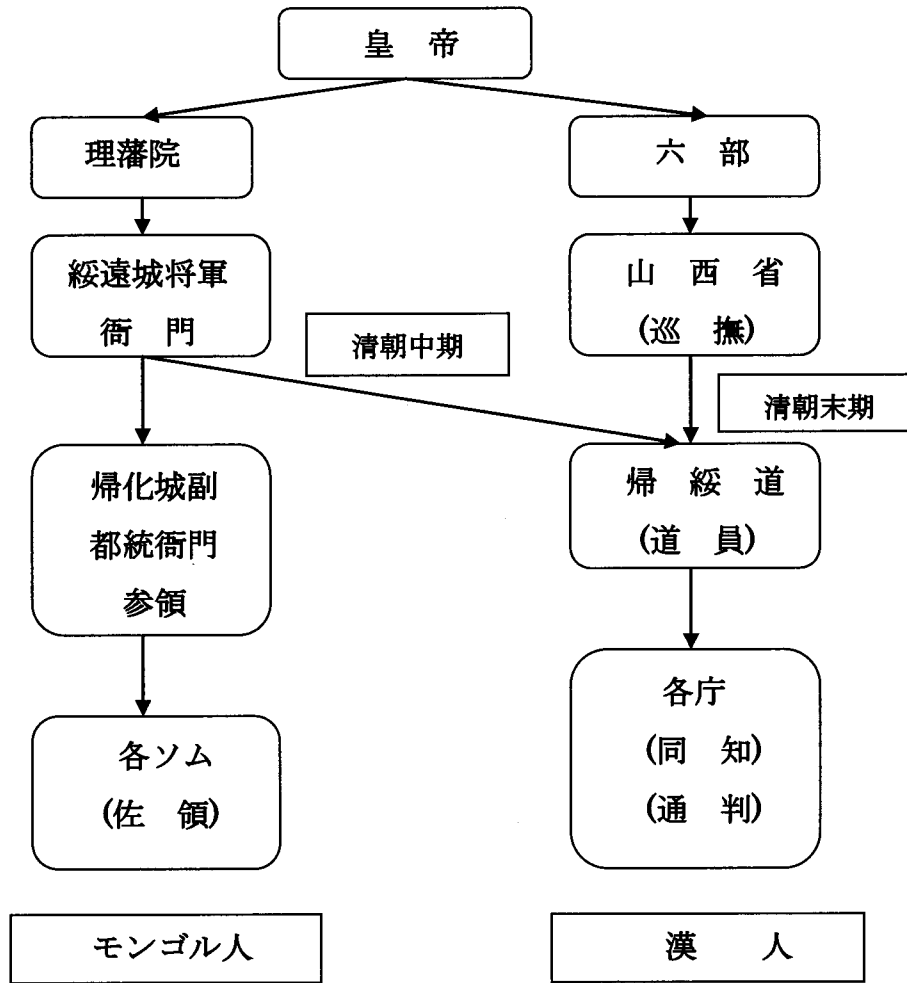 皇 帝
理藩院
六 部
綏遠城将軍
衙 門
山 西 省
(巡 撫)
清朝中期
清朝末期
帰化城副
都統衙門
参領
帰 綏 道
(道 員)
各ソム
(佐 領)
各庁
(同 知)
(通 判)
モンゴル人
漢 人